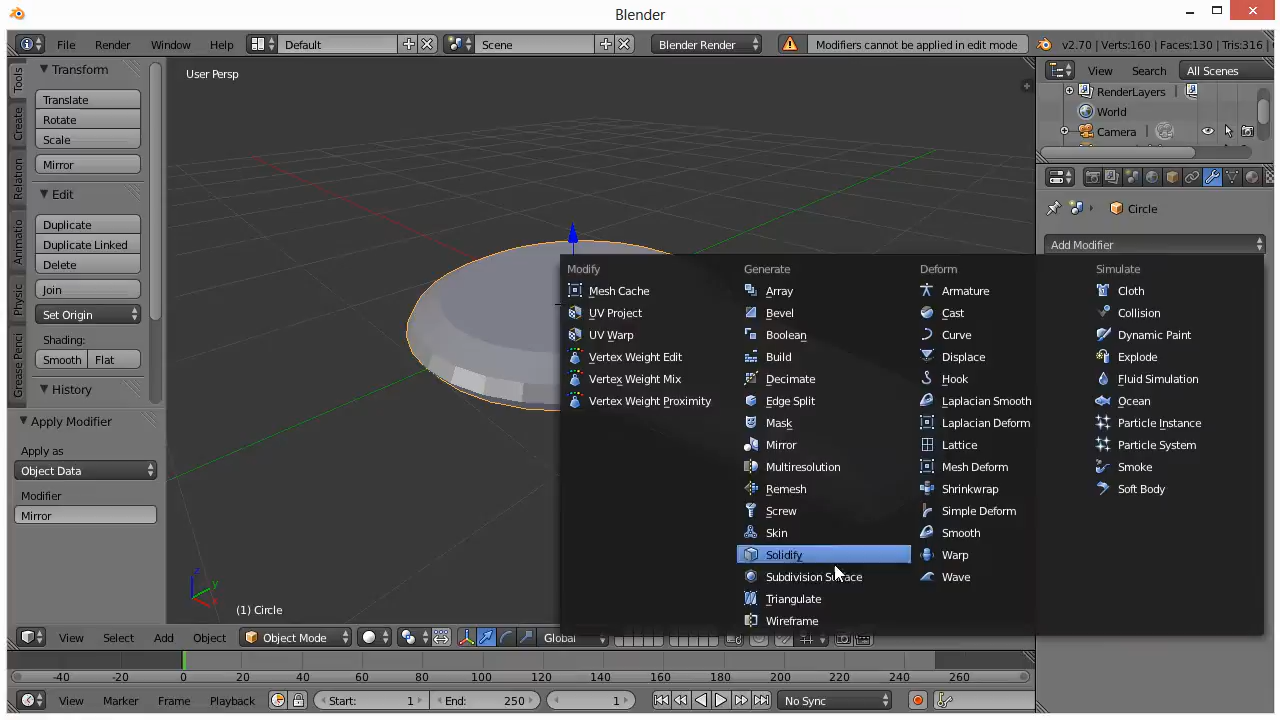 Blender
File Render Window Help Default Scene Blender Render Modifiers cannot be applied in edit mode v2.70 | Verts:160 | Faces:130 | Tris:316 |
Tools
Create
Relation
Animatio
Physic
Grease Penci
Transform
Translate
Rotate
Scale
Mirror
Edit
Duplicate
Duplicate Linked
Delete
Join
Set Origin
Shading:
Smooth Flat
History
Apply Modifier
Apply as
Object Data
Modifier
Mirror
User Persp
z
y
x
(1) Circle
View Search All Scenes
RenderLayers
World
Camera
Circle
Add Modifier
Modify
Mesh Cache
UV Project
UV Warp
Vertex Weight Edit
Vertex Weight Mix
Vertex Weight Proximity
Generate
Array
Bevel
Boolean
Build
Decimate
Edge Split
Mask
Mirror
Multiresolution
Remesh
Screw
Skin
Solidify
Subdivision Surface
Triangulate
Wireframe
Deform
Armature
Cast
Curve
Displace
Hook
Laplacian Smooth
Laplacian Deform
Lattice
Mesh Deform
Shrinkwrap
Simple Deform
Smooth
Warp
Wave
Simulate
Cloth
Collision
Dynamic Paint
Explode
Fluid Simulation
Ocean
Particle Instance
Particle System
Smoke
Soft Body
View Select Add Object Object Mode Global
-40 -20 0 20 40 60 80 100 120 140 160 180 200 220 240 260
View Marker Frame Playback Start: 1 End: 250 1 No Sync